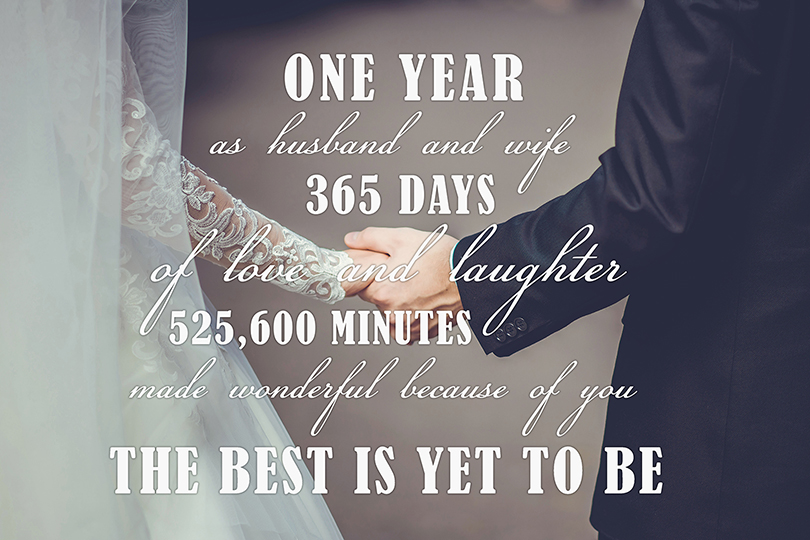 ONE YEAR
as husband and wife
365 DAYS
of love and laughter
525,600 MINUTES
made wonderful because of you
THE BEST IS YET TO BE